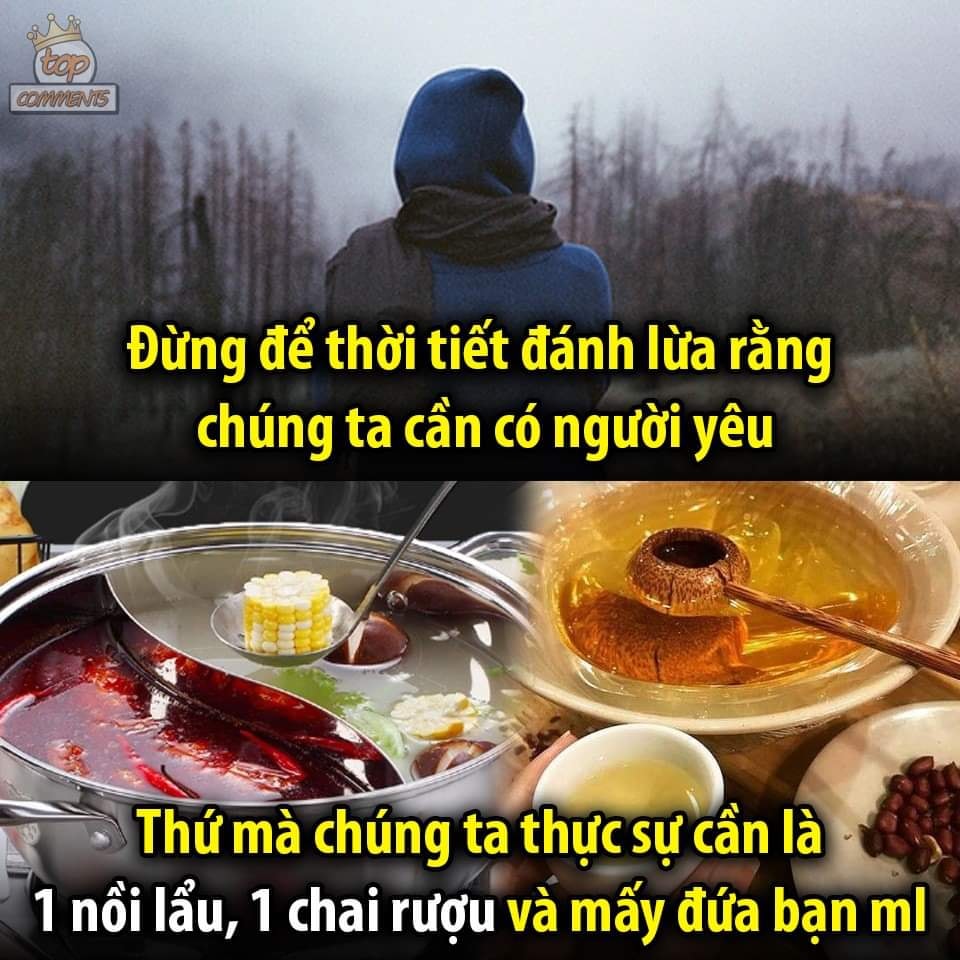 top
COMMENTS
Đừng để thời tiết đánh lừa rằng
chúng ta cần có người yêu
Thứ mà chúng ta thực sự cần là
1 nồi lẩu, 1 chai rượu và mấy đứa bạn ml